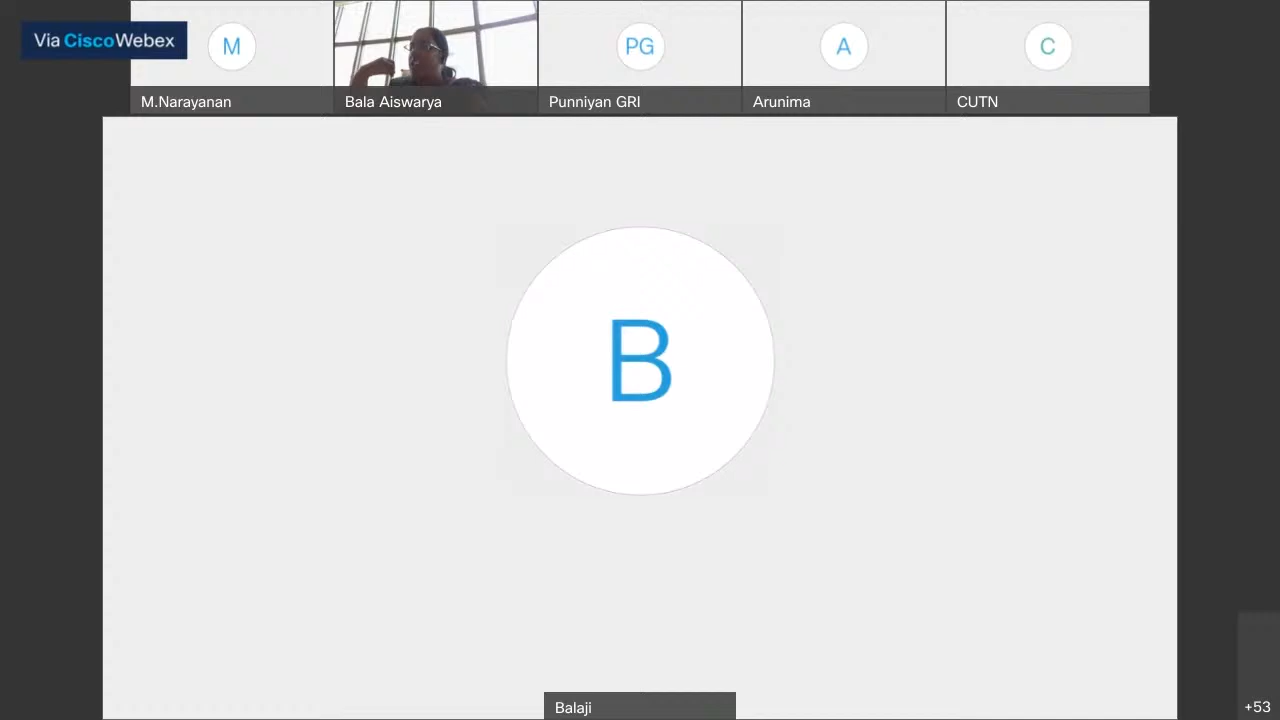 Via CiscoWebex
M
M.Narayanan
Bala Aiswarya
PG
Punniyan GRI
A
Arunima
C
CUTN
B
Balaji
+53